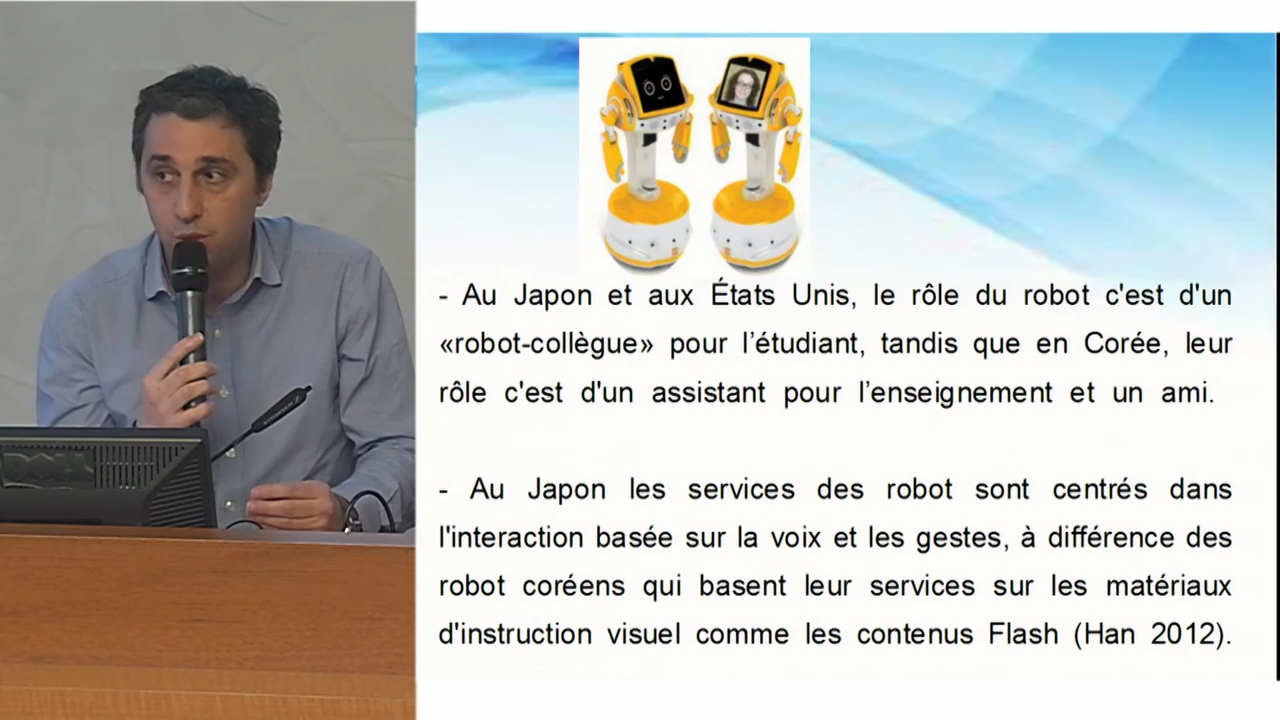 - Au Japon et aux États Unis, le rôle du robot c'est d'un
«robot-collègue» pour l’étudiant, tandis que en Corée, leur
rôle c'est d'un assistant pour l’enseignement et un ami.
- Au Japon les services des robot sont centrés dans
l'interaction basée sur la voix et les gestes, à différence des
robot coréens qui basent leur services sur les matériaux
d'instruction visuel comme les contenus Flash (Han 2012).